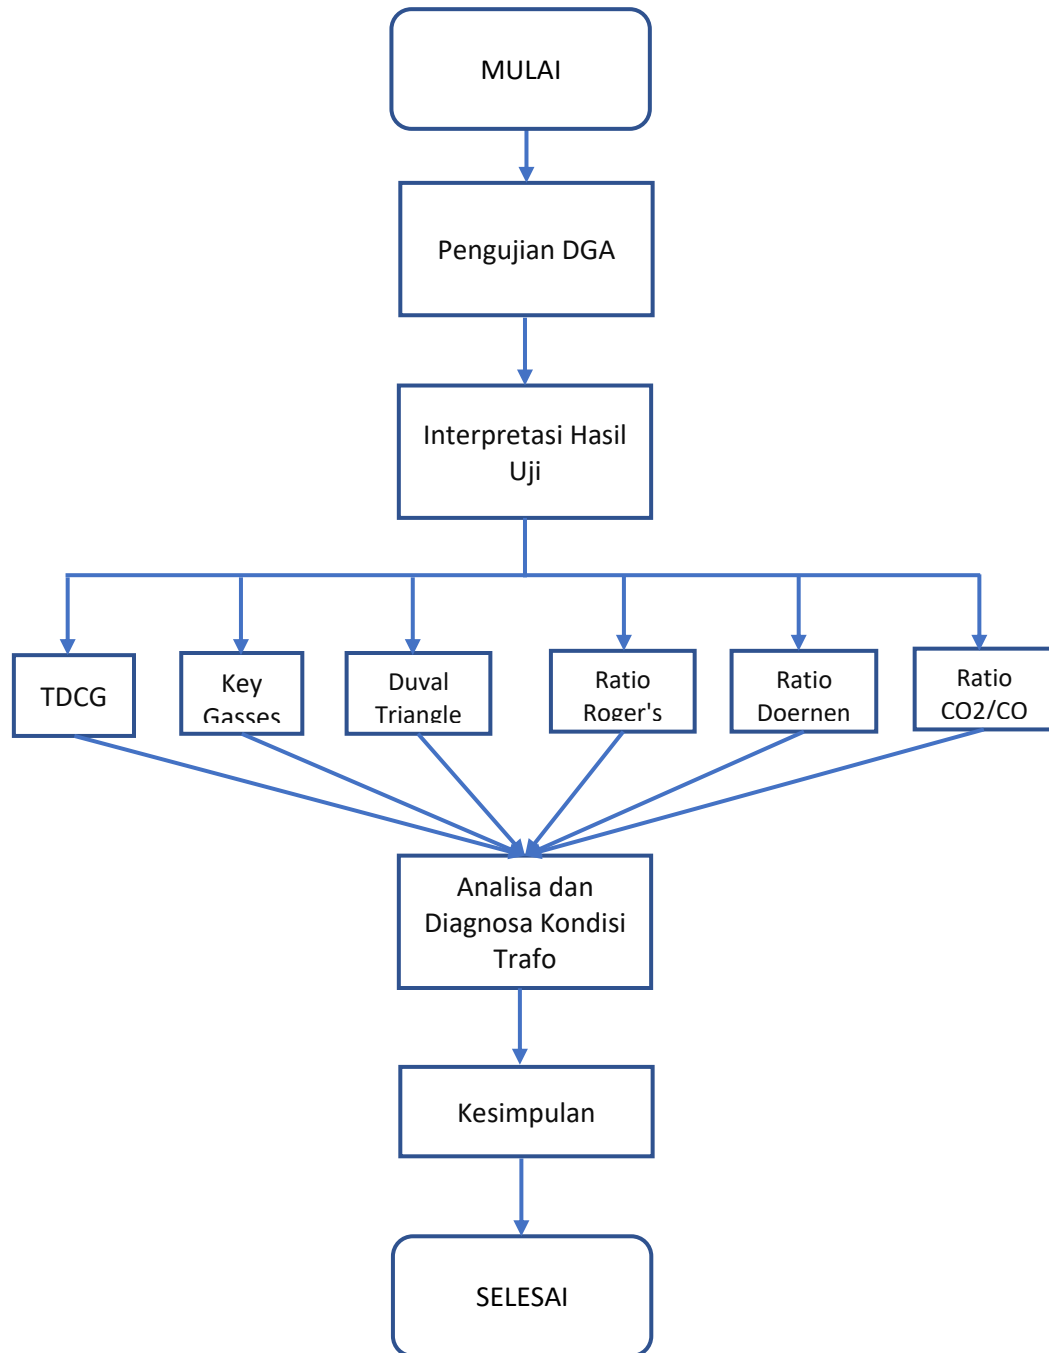 MULAI
Pengujian DGA
Interpretasi Hasil
Uji
TDCG
Key
Gasses
Duval
Triangle
Ratio
Roger's
Ratio
Doernen
Ratio
CO2/CO
Analisa dan
Diagnosa Kondisi
Trafo
Kesimpulan
SELESAI